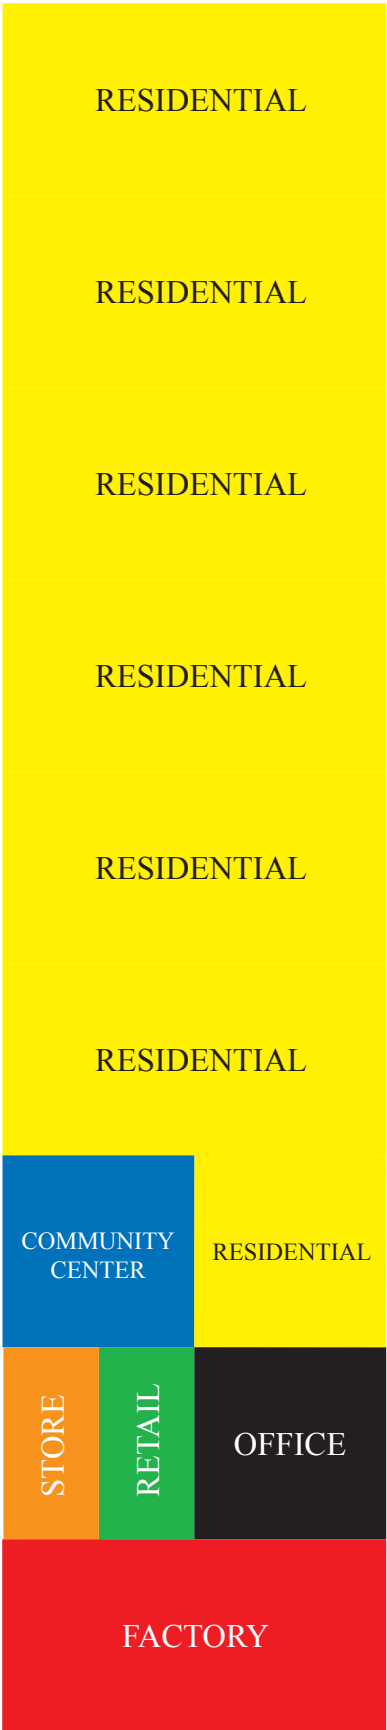 RESIDENTIAL
RESIDENTIAL
RESIDENTIAL
RESIDENTIAL
RESIDENTIAL
RESIDENTIAL
COMMUNITY
CENTER
RESIDENTIAL
STORE
RETAIL
OFFICE
FACTORY